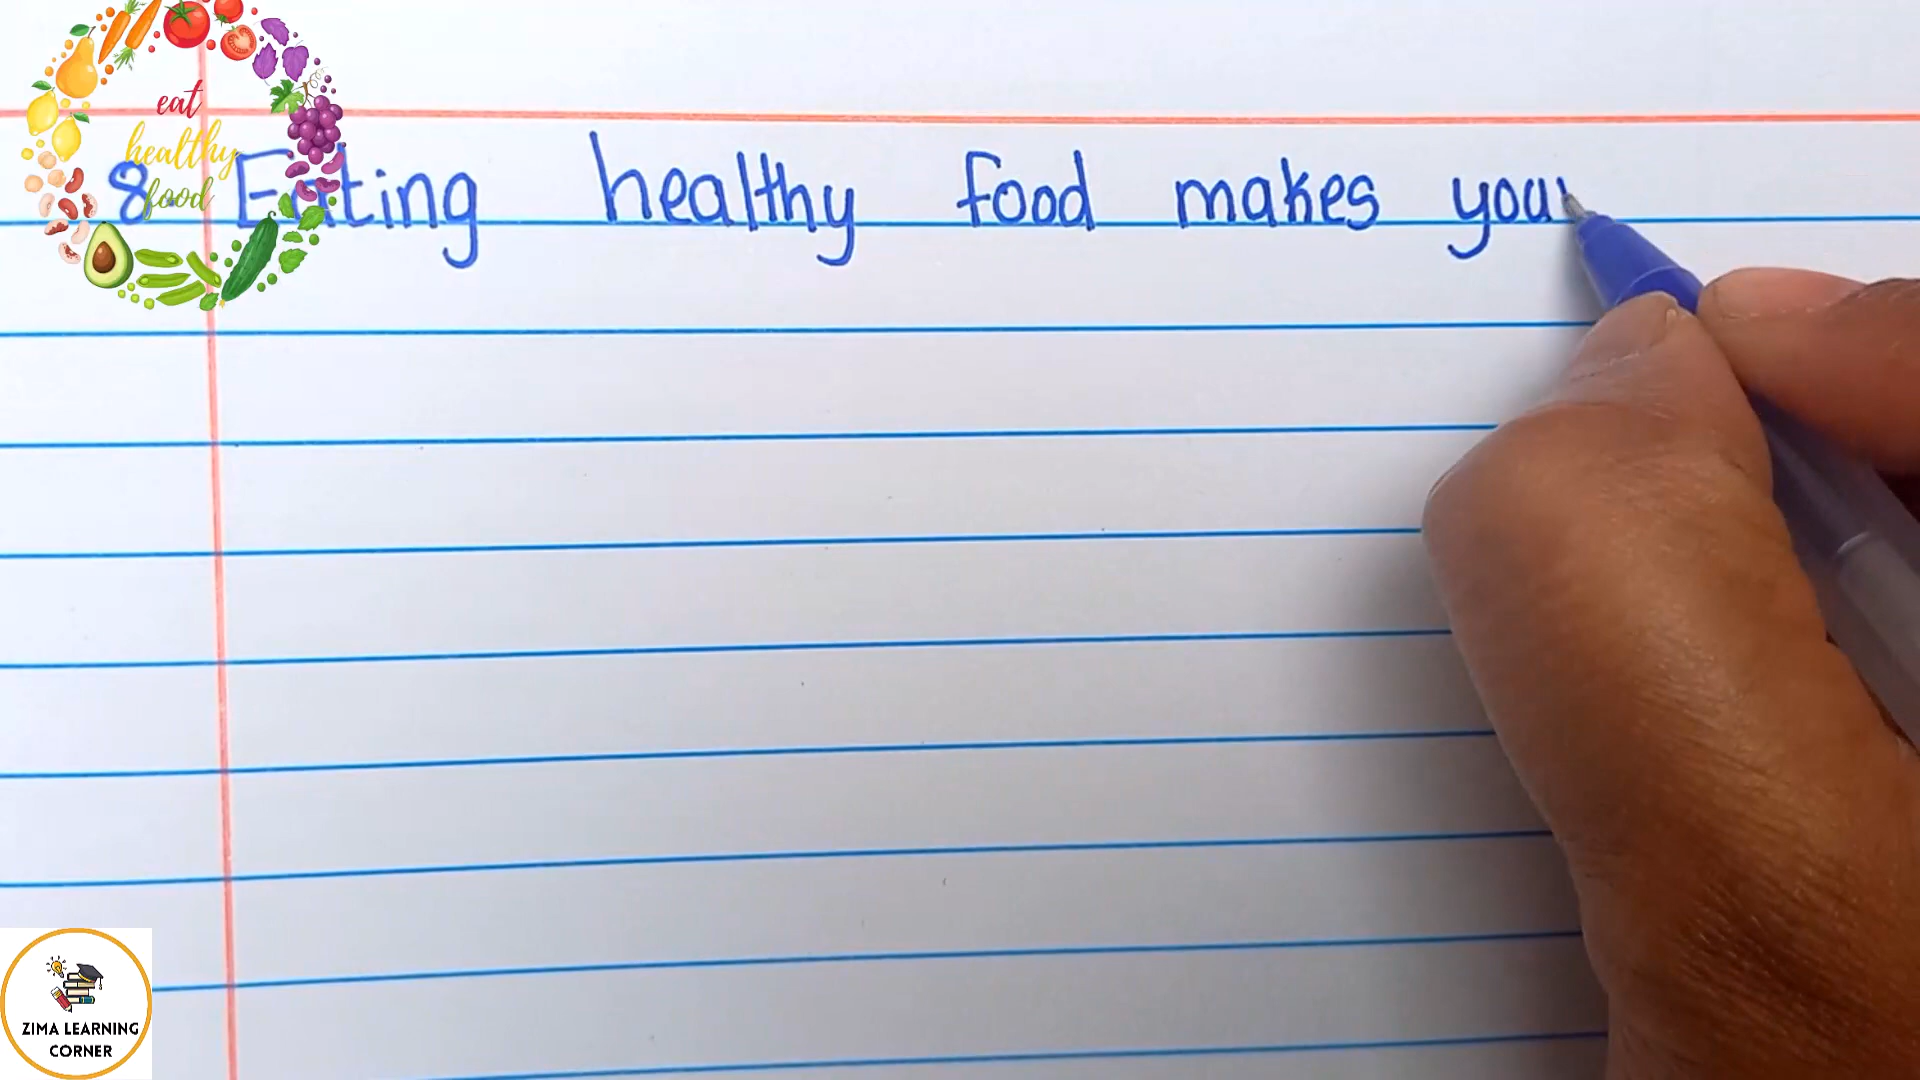 eat
healthy
food
8. Eating healthy food makes you
ZIMA LEARNING
CORNER